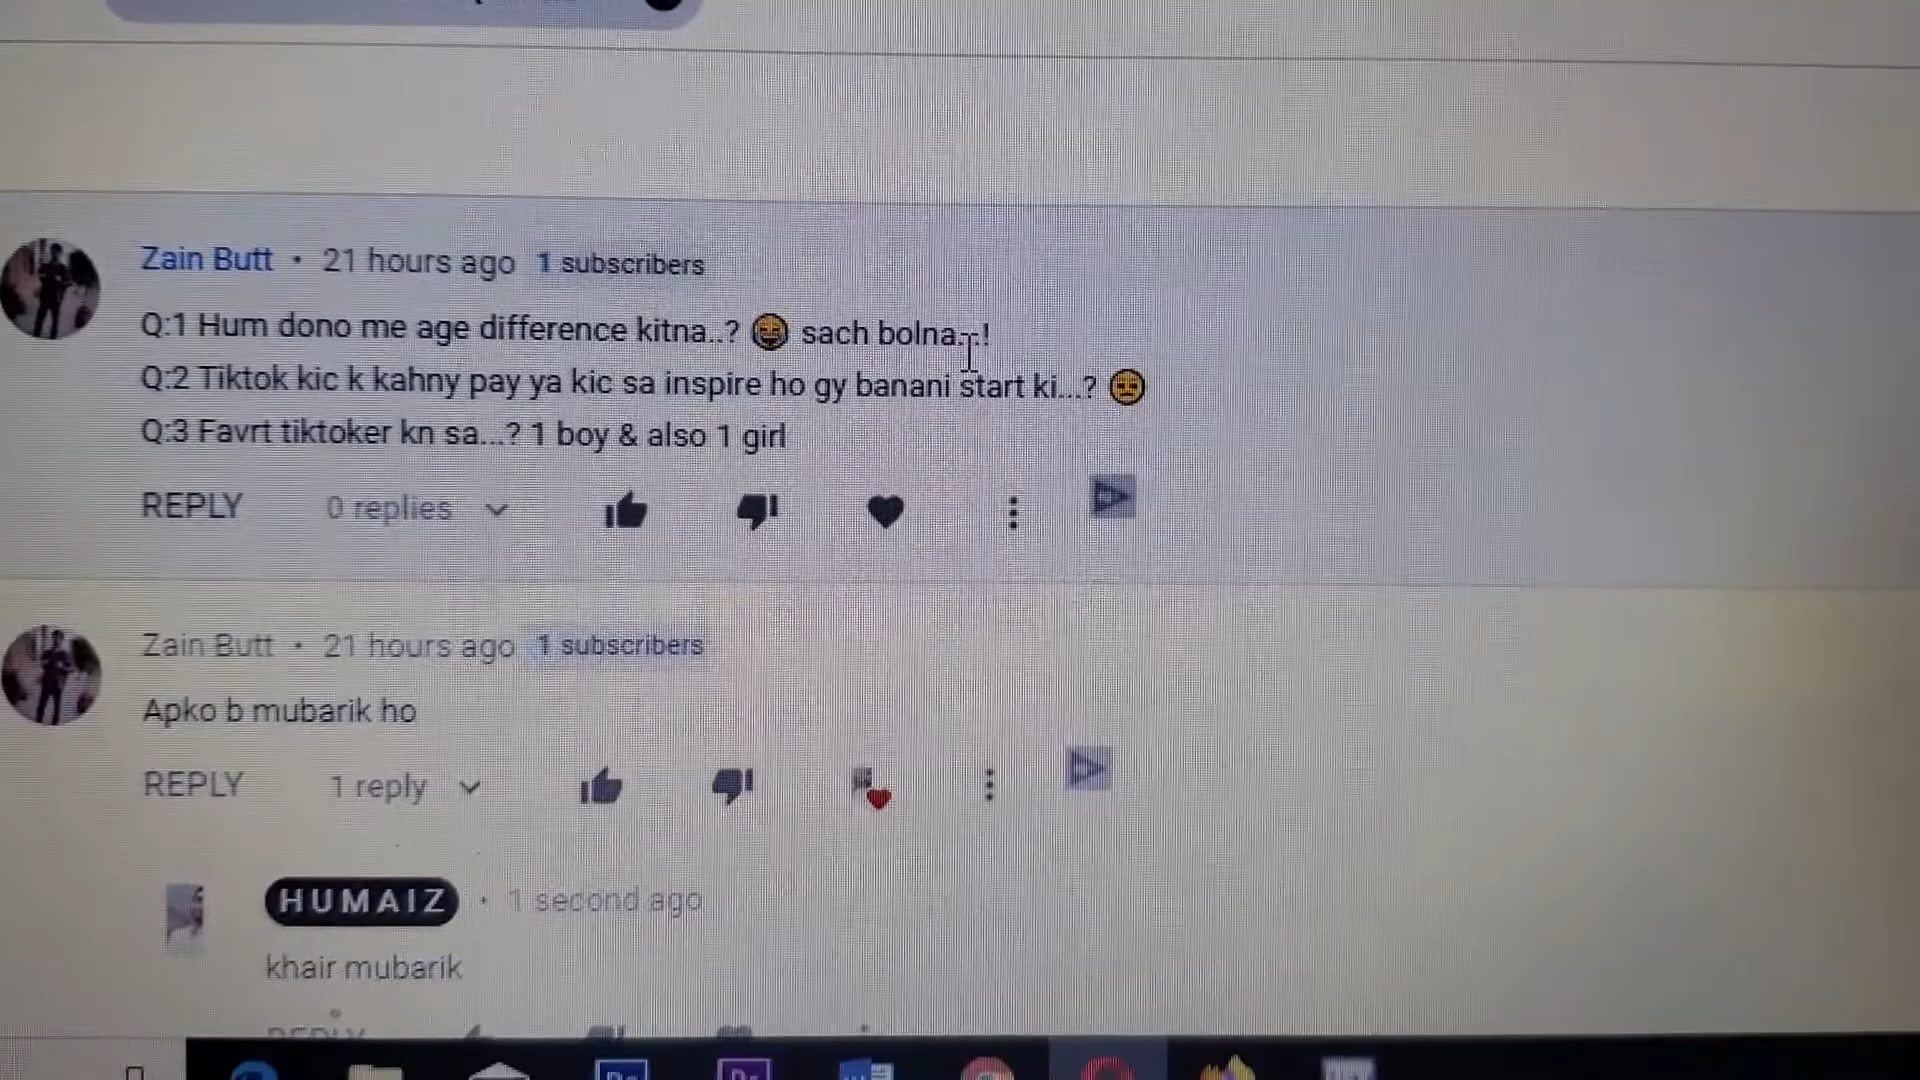 Zain Butt • 21 hours ago 1 subscribers
Q:1 Hum dono me age difference kitna..? 😄 sach bolna...!
Q:2 Tiktok kic k kahny pay ya kic sa inspire ho gy banani start ki...? 😐
Q:3 Favrt tiktoker kn sa...? 1 boy & also 1 girl
REPLY 0 replies
Zain Butt • 21 hours ago 1 subscribers
Apko b mubarik ho
REPLY 1 reply
HUMAIZ • 1 second ago
khair mubarik
REPLY